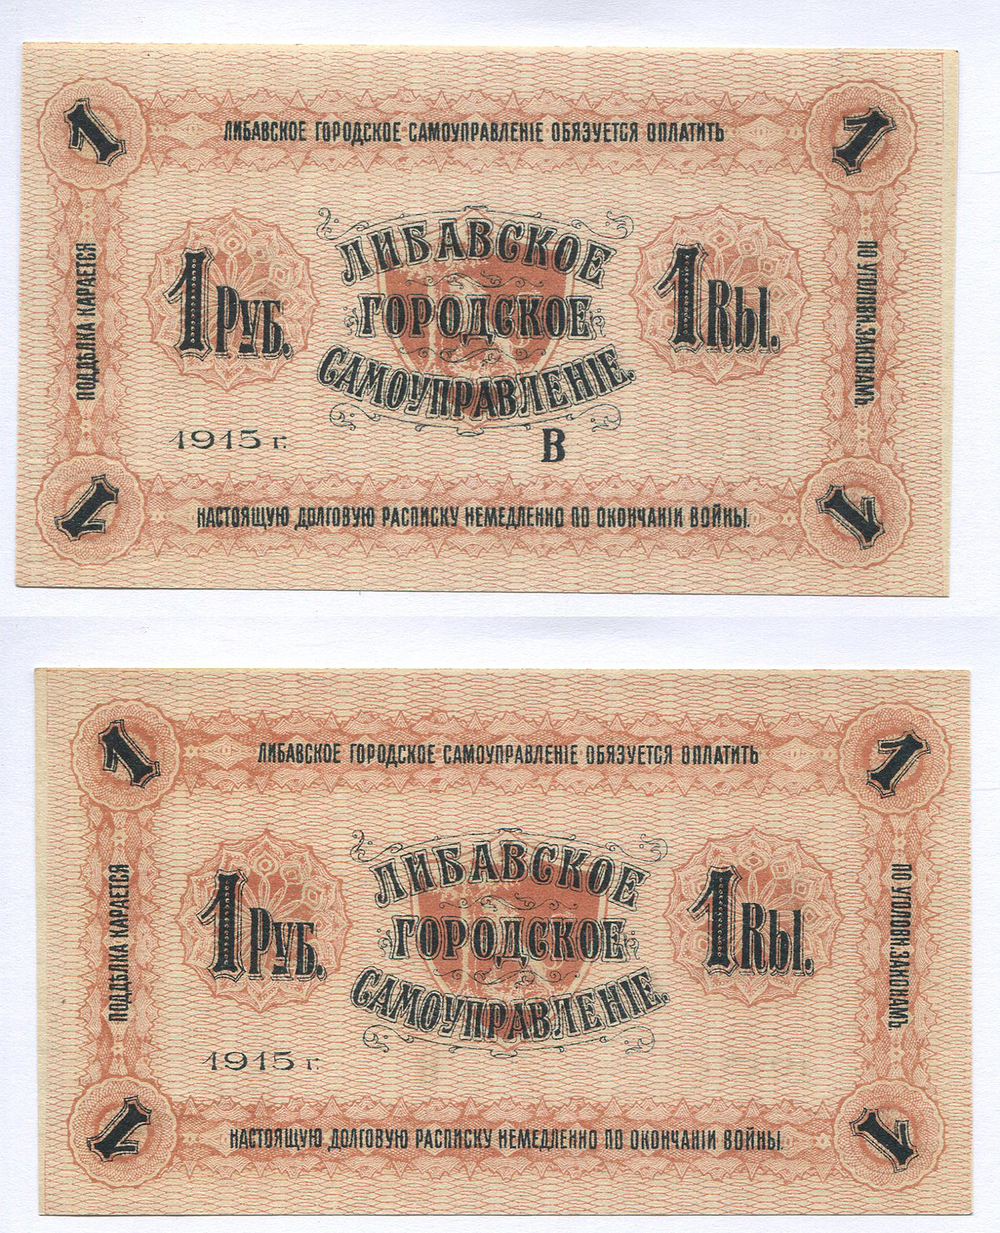 1
ЛИБАВСКОЕ ГОРОДСКОЕ САМОУПРАВЛЕНІЕ ОБЯЗУЕТСЯ ОПЛАТИТЬ
1
ПОДДѢЛКА КАРАЕТСЯ
1 РУБ.
ЛИБАВСКОЕ
ГОРОДСКОЕ
САМОУПРАВЛЕНІЕ.
1 RЫ.
ПО УГОЛОВН. ЗАКОНАМЪ.
1915 г.
В
1
НАСТОЯЩУЮ ДОЛГОВУЮ РАСПИСКУ НЕМЕДЛЕННО ПО ОКОНЧАНІИ ВОЙНЫ.
1
1
ЛИБАВСКОЕ ГОРОДСКОЕ САМОУПРАВЛЕНІЕ ОБЯЗУЕТСЯ ОПЛАТИТЬ
1
ПОДДѢЛКА КАРАЕТСЯ
1 РУБ.
ЛИБАВСКОЕ
ГОРОДСКОЕ
САМОУПРАВЛЕНІЕ.
1 RЫ.
ПО УГОЛОВН. ЗАКОНАМЪ
1915 г.
1
НАСТОЯЩУЮ ДОЛГОВУЮ РАСПИСКУ НЕМЕДЛЕННО ПО ОКОНЧАНІИ ВОЙНЫ
1